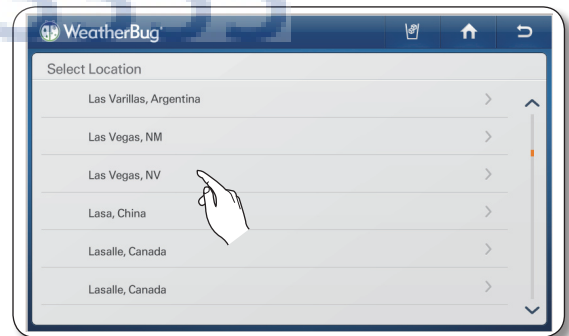 WeatherBug
Select Location
Las Varillas, Argentina
Las Vegas, NM
Las Vegas, NV
Lasa, China
Lasalle, Canada
Lasalle, Canada